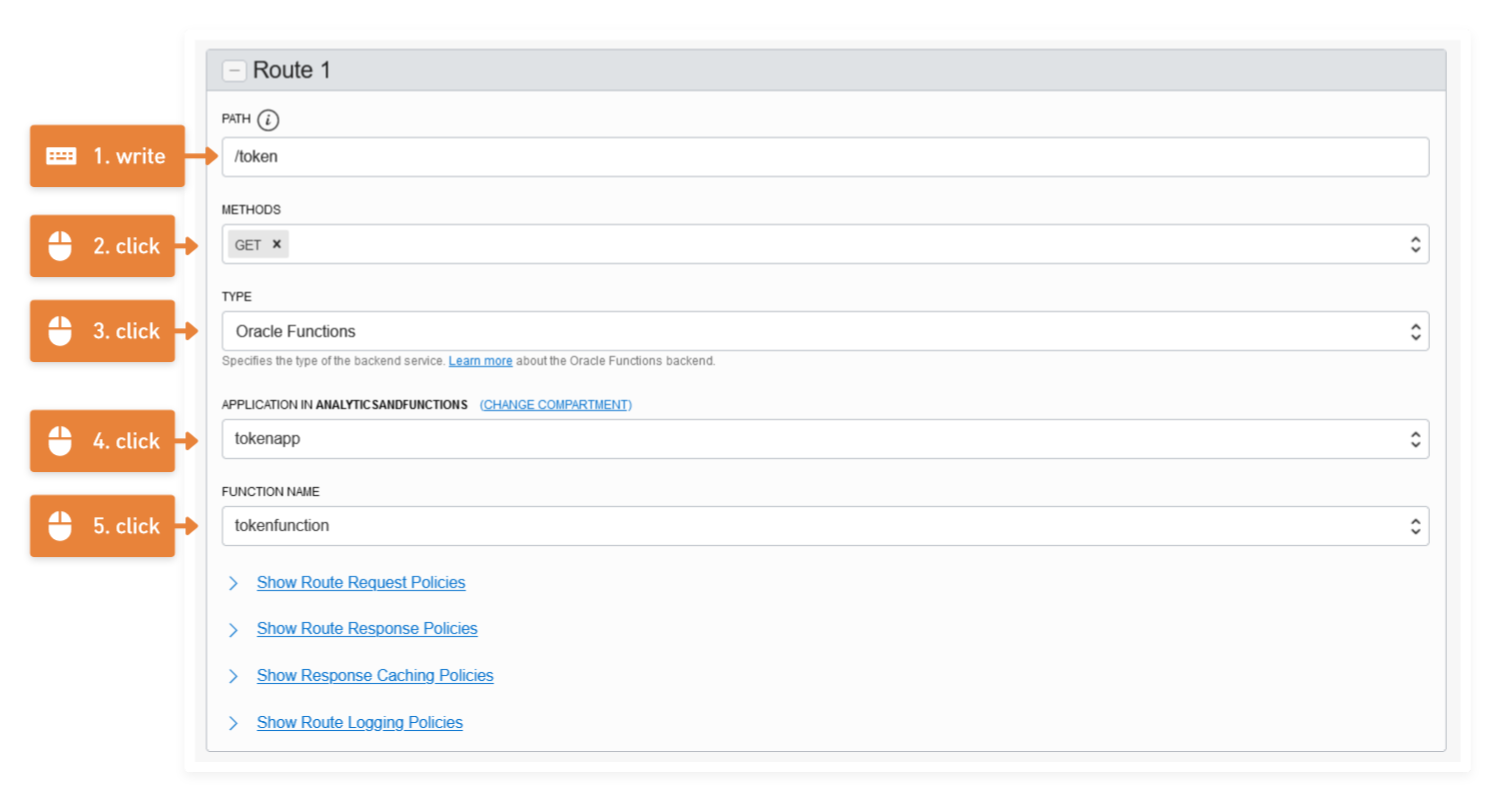 Route 1
PATH
1. write
/token
METHODS
2. click
GET ×
TYPE
3. click
Oracle Functions
Specifies the type of the backend service. Learn more about the Oracle Functions backend.
APPLICATION IN ANALYTICSANDFUNCTIONS (CHANGE COMPARTMENT)
4. click
tokenapp
FUNCTION NAME
5. click
tokenfunction
Show Route Request Policies
Show Route Response Policies
Show Response Caching Policies
Show Route Logging Policies